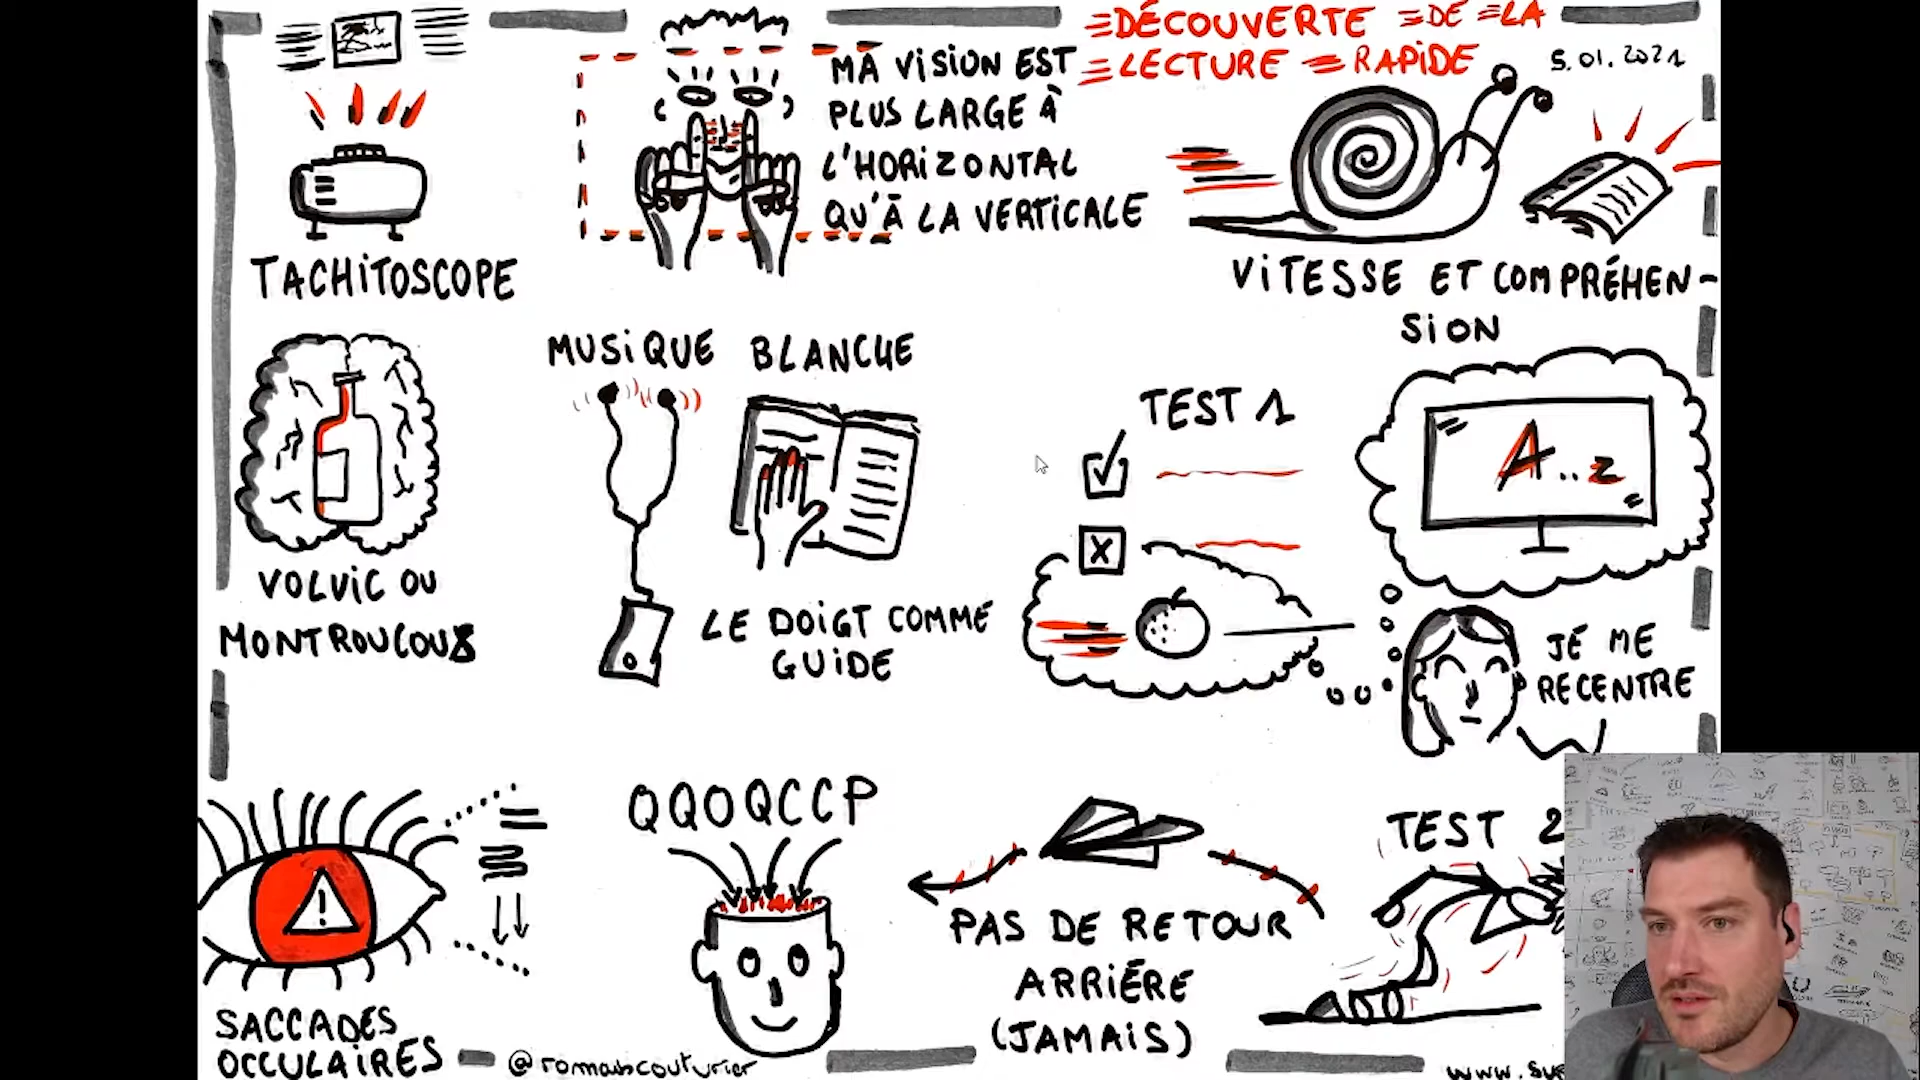 DÉCOUVERTE DE LA
LECTURE RAPIDE
5.01.2021
TACHITOSCOPE
MA VISION EST
PLUS LARGE À
L'HORIZONTAL
QU'À LA VERTICALE
VITESSE ET COMPRÉHEN-
SION
VOLVIC OU
MONTROUCOUS
MUSIQUE BLANCHE
LE DOIGT COMME
GUIDE
TEST 1
A..Z
JE ME
RECENTRE
SACCADES
OCCULAIRES
QQOQCCP
PAS DE RETOUR
ARRIÈRE
(JAMAIS)
TEST 2
@romaincouturier
www.su